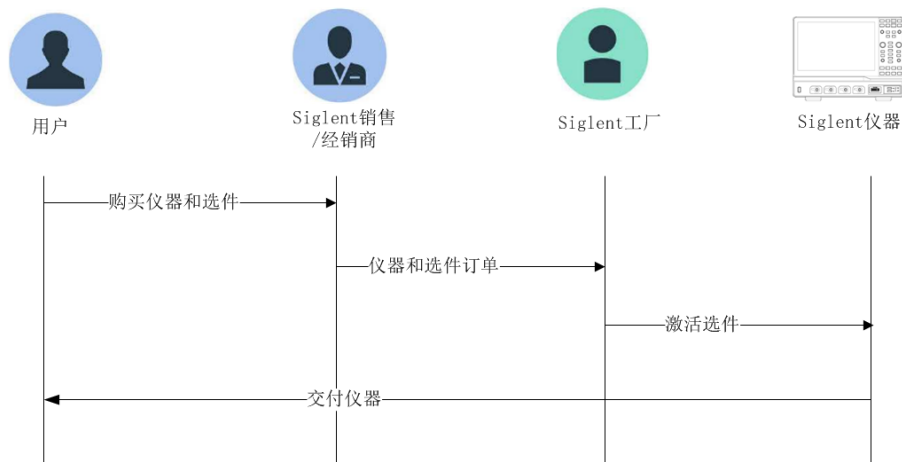 用户
Siglent销售
/经销商
Siglent工厂
Siglent仪器
购买仪器和选件
仪器和选件订单
激活选件
交付仪器